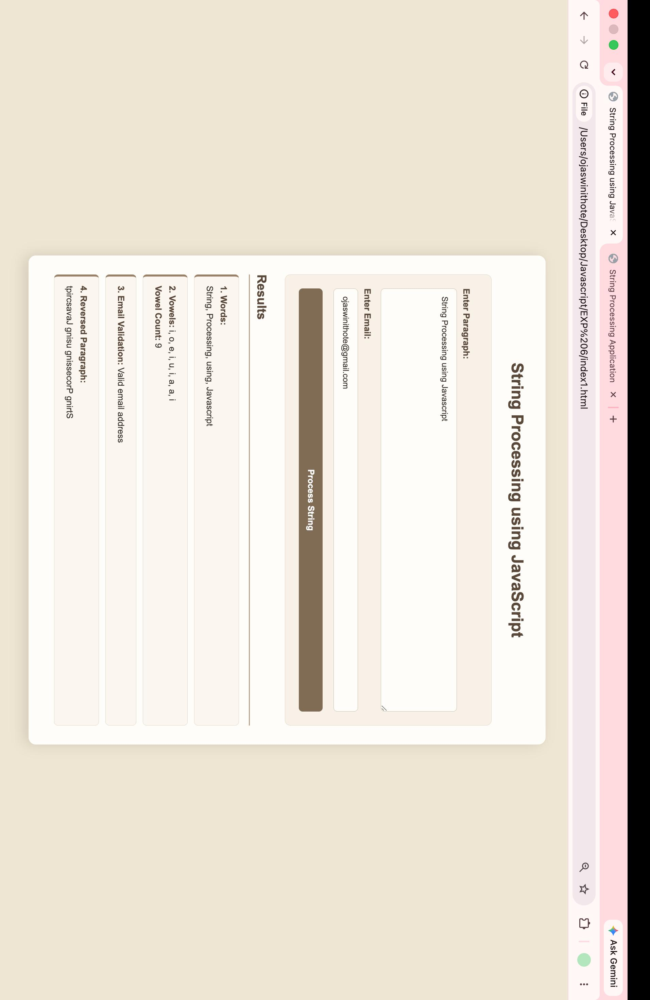 String Processing using Javas
String Processing Application
Ask Gemini
File
/Users/ojaswinithote/Desktop/Javascript/EXP%206/index1.html
String Processing using JavaScript
Enter Paragraph:
String Processing using Javascript
Enter Email:
ojaswinithote@gmail.com
Process String
Results
1. Words:
String, Processing, using, Javascript
2. Vowels: i, o, e, i, u, i, a, a, i
Vowel Count: 9
3. Email Validation: Valid email address
4. Reversed Paragraph:
tpircsavaJ gnisu gnissecorP gnirtS